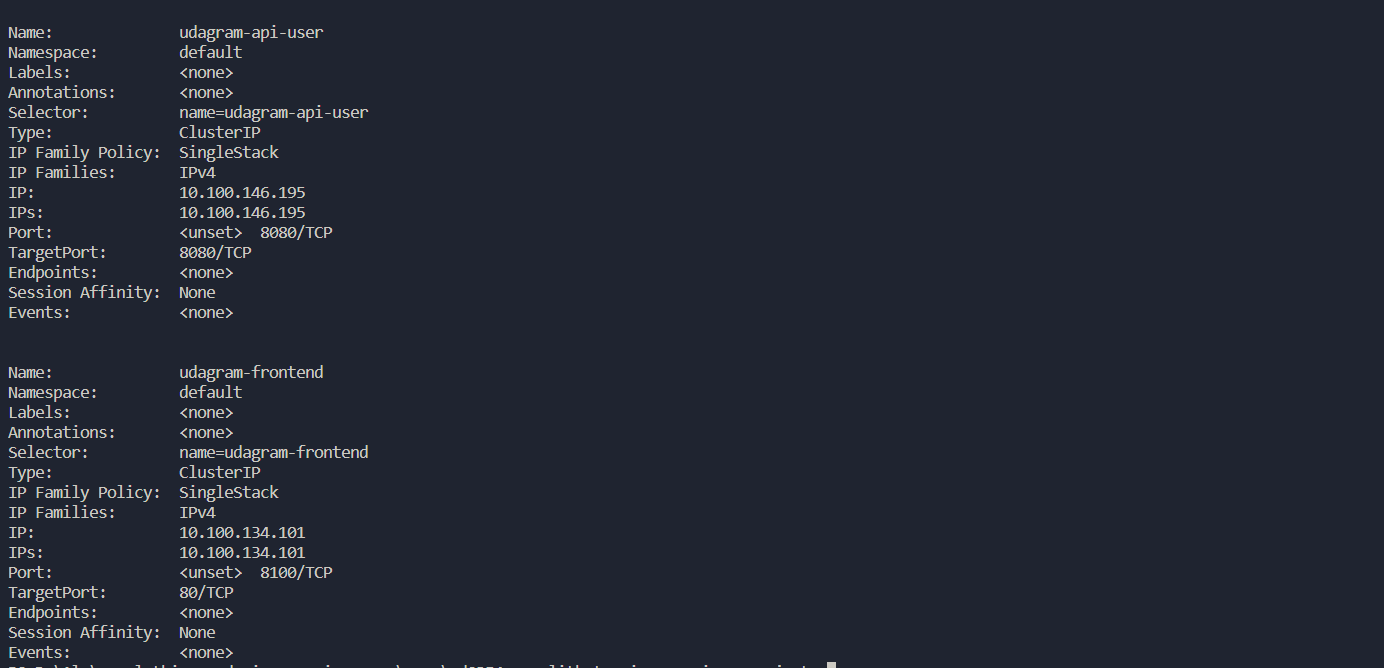 Name: udagram-api-user
Namespace: default
Labels: <none>
Annotations: <none>
Selector: name=udagram-api-user
Type: ClusterIP
IP Family Policy: SingleStack
IP Families: IPv4
IP: 10.100.146.195
IPs: 10.100.146.195
Port: <unset> 8080/TCP
TargetPort: 8080/TCP
Endpoints: <none>
Session Affinity: None
Events: <none>
Name: udagram-frontend
Namespace: default
Labels: <none>
Annotations: <none>
Selector: name=udagram-frontend
Type: ClusterIP
IP Family Policy: SingleStack
IP Families: IPv4
IP: 10.100.134.101
IPs: 10.100.134.101
Port: <unset> 8100/TCP
TargetPort: 80/TCP
Endpoints: <none>
Session Affinity: None
Events: <none>